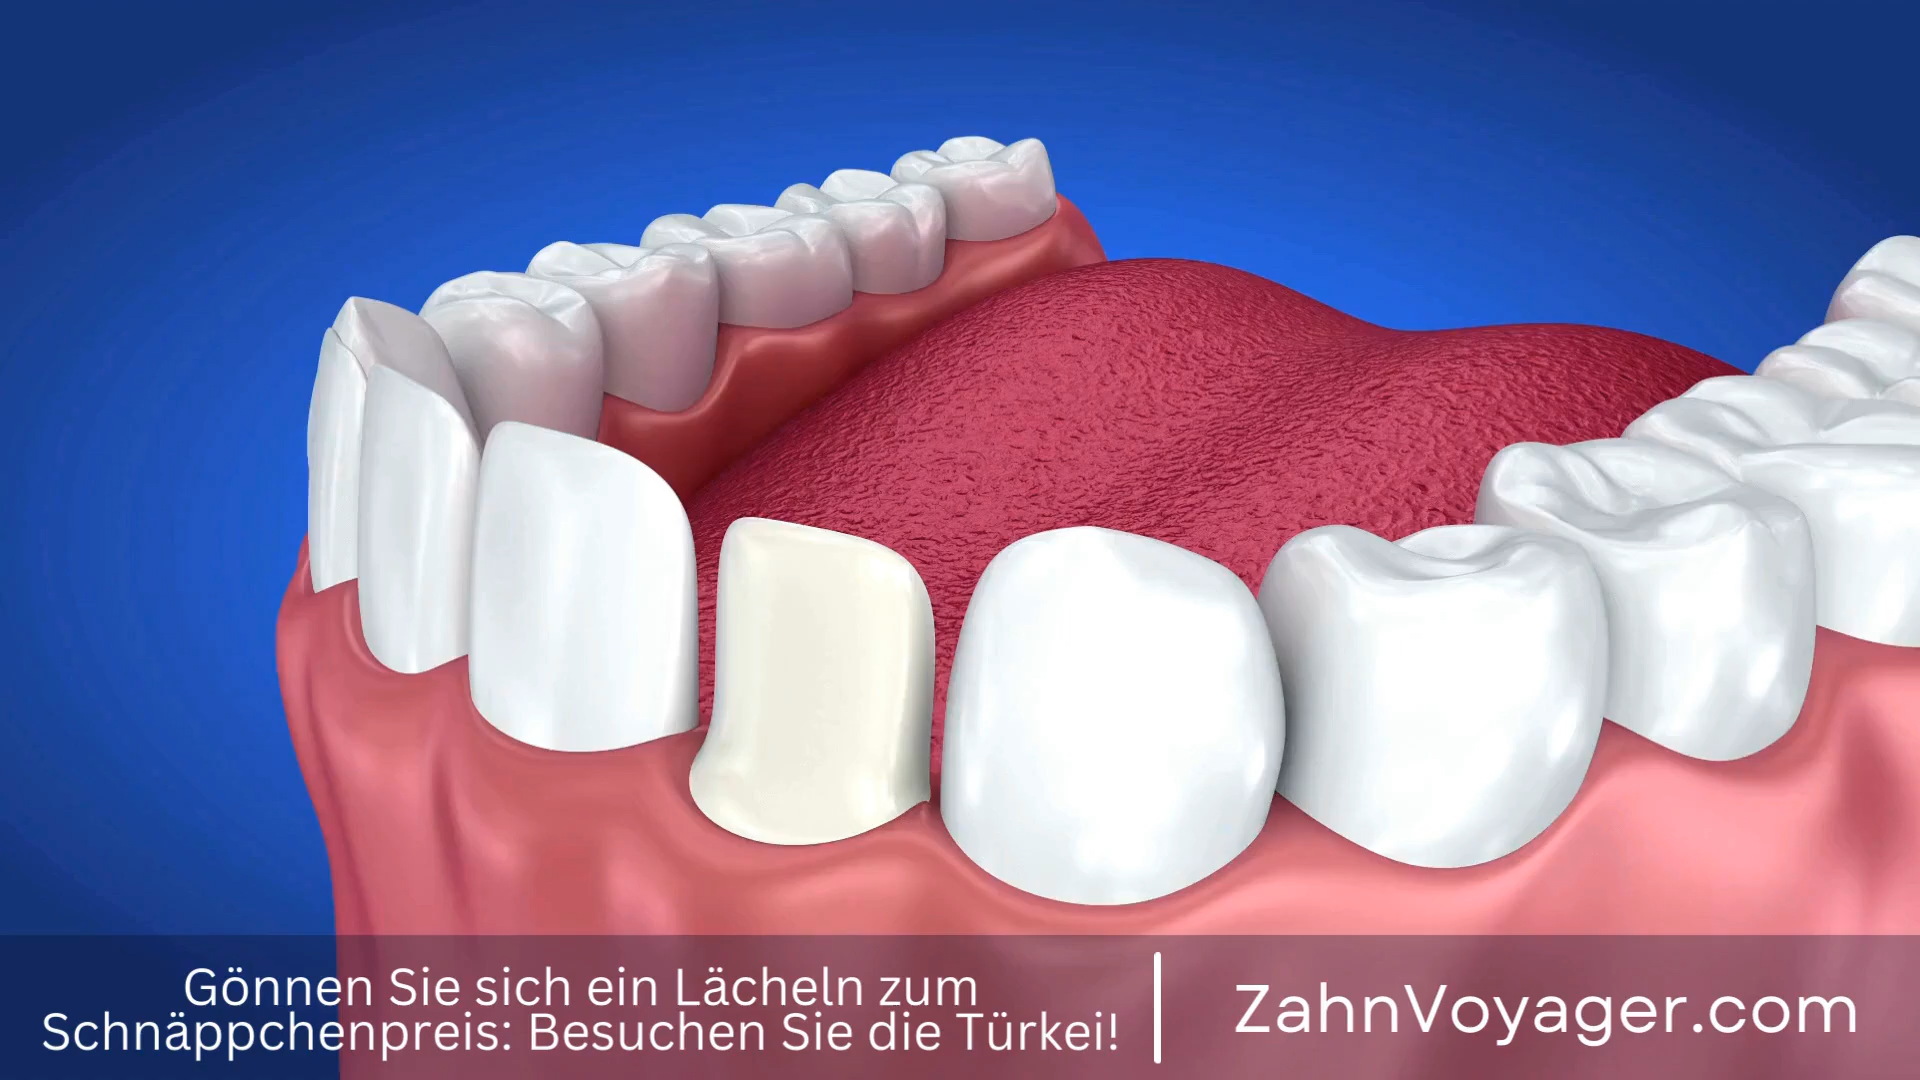 Gönnen Sie sich ein Lächeln zum
Schnäppchenpreis: Besuchen Sie die Türkei!
ZahnVoyager.com